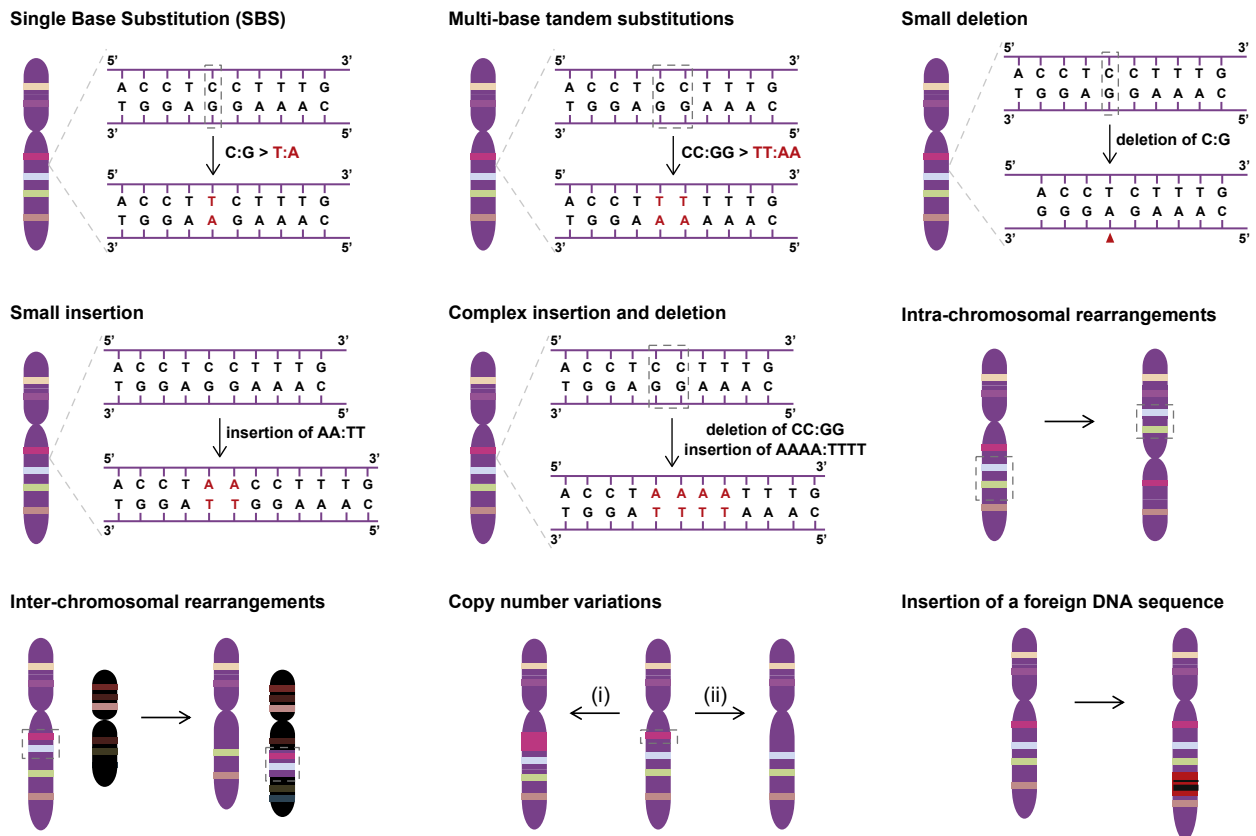 Single Base Substitution (SBS)
5’ 3’
A C C T C C T T T G
T G G A G G A A A C
3’ 5’
C:G > T:A
5’ 3’
A C C T T C T T T G
T G G A A G A A A C
3’ 5’
Multi-base tandem substitutions
5’ 3’
A C C T C C T T T G
T G G A G G A A A C
3’ 5’
CC:GG > TT:AA
5’ 3’
A C C T T T T T T G
T G G A A A A A A C
3’ 5’
Small deletion
5’ 3’
A C C T C C T T T G
T G G A G G A A A C
3’ 5’
deletion of C:G
5’ 3’
A C C T C T T T G
G G G A G A A A C
3’ 5’
Small insertion
5’ 3’
A C C T C C T T T G
T G G A G G A A A C
3’ 5’
insertion of AA:TT
5’ 3’
A C C T A A C C T T T G
T G G A T T G G A A A C
3’ 5’
Complex insertion and deletion
5’ 3’
A C C T C C T T T G
T G G A G G A A A C
3’ 5’
deletion of CC:GG
insertion of AAAA:TTTT
5’ 3’
A C C T A A A A T T T G
T G G A T T T T A A A C
3’ 5’
Intra-chromosomal rearrangements
Inter-chromosomal rearrangements
Copy number variations
(i) (ii)
Insertion of a foreign DNA sequence